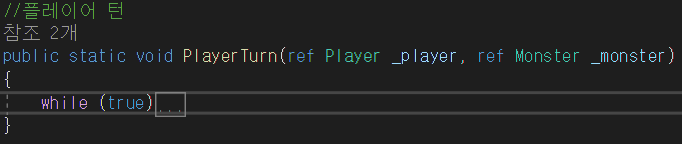 //플레이어 턴
참조 2개
public static void PlayerTurn(ref Player _player, ref Monster _monster)
{
while (true)...
}